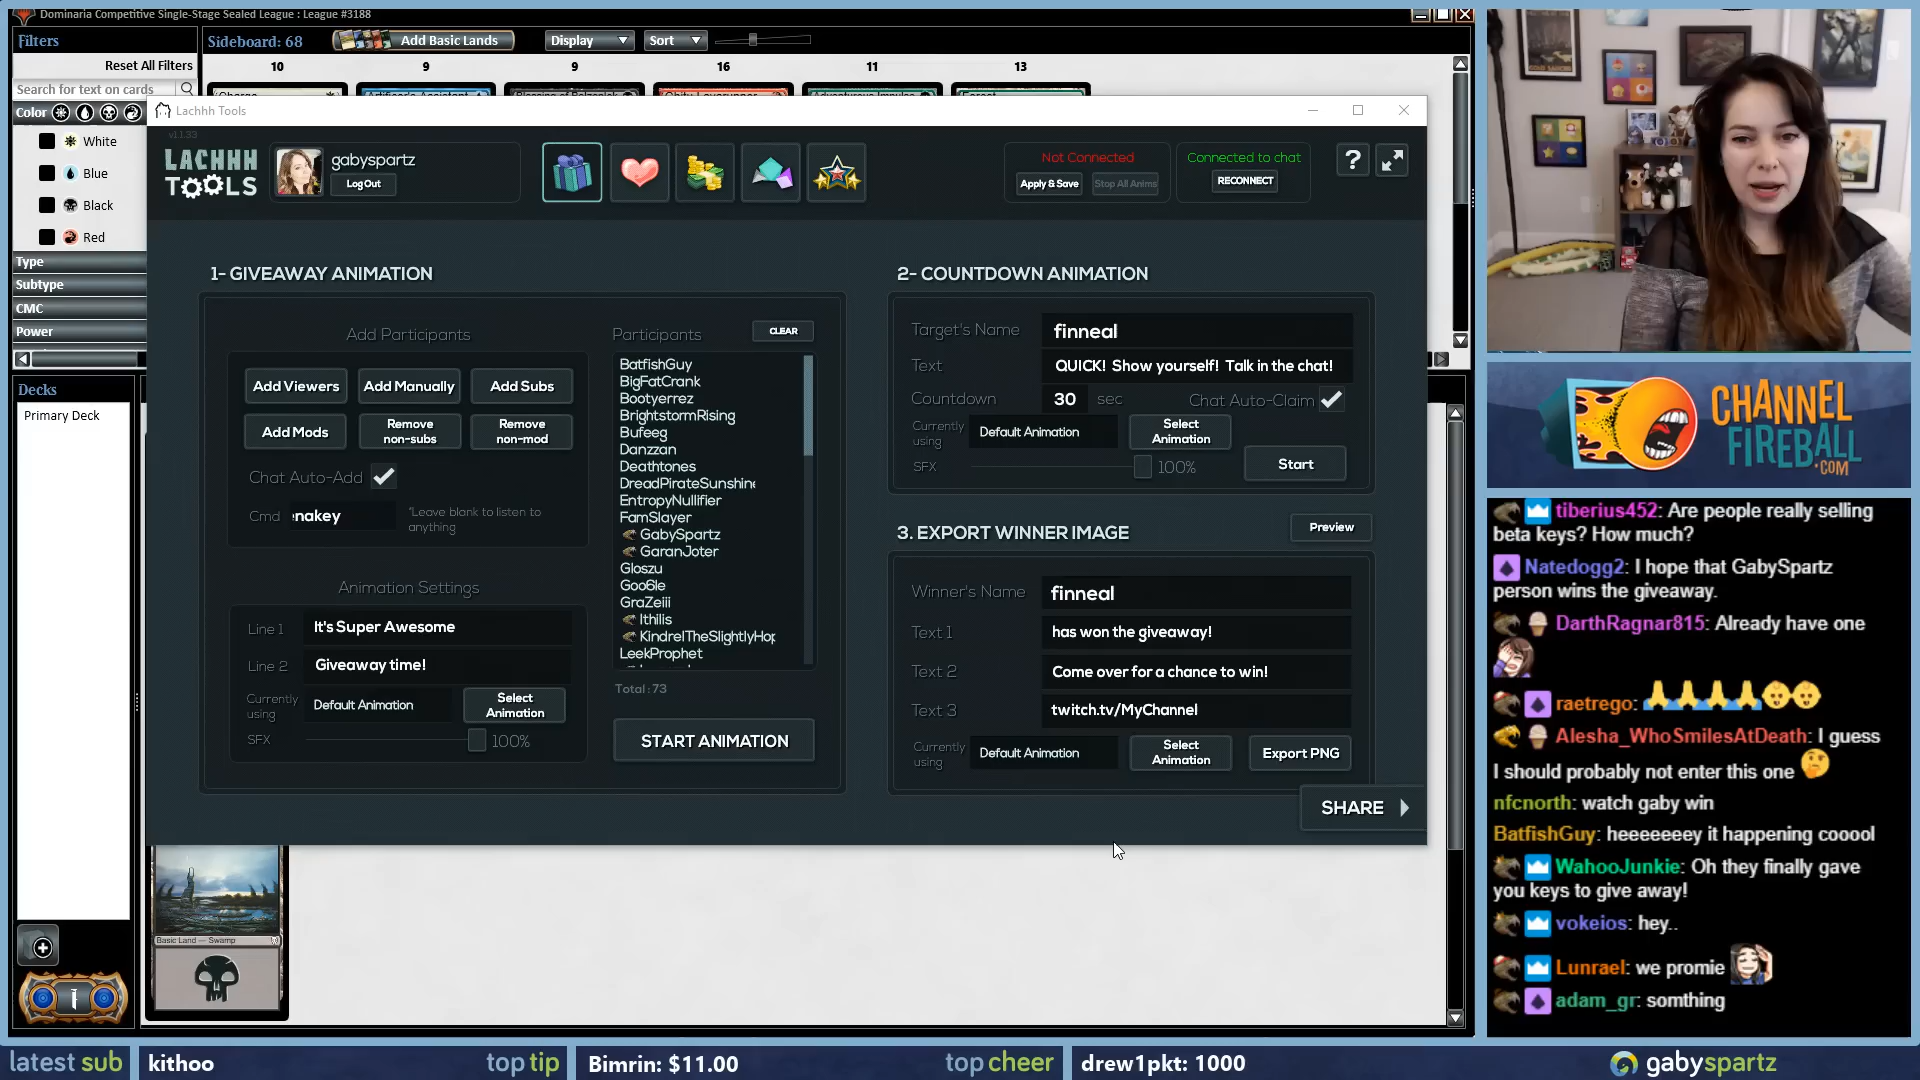 Dominaria Competitive Single-Stage Sealed League : League #3188
Filters
Reset All Filters
Search for text on cards
Color
White
Blue
Black
Red
Type
Subtype
CMC
Power
Sideboard: 68
Add Basic Lands
Display
Sort
10
9
9
16
11
13
Decks
Primary Deck
Lachhh Tools
v1.1.33
LACHHH
TOOLS
gabyspartz
Log Out
Not Connected
Apply & Save
Stop All Anims
Connected to chat
RECONNECT
?
1- GIVEAWAY ANIMATION
Add Participants
Add Viewers
Add Manually
Add Subs
Add Mods
Remove
non-subs
Remove
non-mod
Chat Auto-Add
Cmd
nakey
*Leave blank to listen to
anything
Animation Settings
Line 1
It's Super Awesome
Line 2
Giveaway time!
Currently
using
Default Animation
Select
Animation
SFX
100%
Participants
CLEAR
BatfishGuy
BigFatCrank
Bootyerrez
BrightstormRising
Bufeeg
Danzzan
Deathtones
DreadPirateSunshine
EntropyNullifier
FamSlayer
GabySpartz
GaranJoter
Gloszu
Goo6le
GraZeiii
Ithilis
KindrelTheSlightlyHop
LeekProphet
Total :73
START ANIMATION
2- COUNTDOWN ANIMATION
Target's Name
finneal
Text
QUICK! Show yourself! Talk in the chat!
Countdown
30
sec
Chat Auto-Claim
Currently
using
Default Animation
Select
Animation
SFX
100%
Start
3. EXPORT WINNER IMAGE
Preview
Winner's Name
finneal
Text 1
has won the giveaway!
Text 2
Come over for a chance to win!
Text 3
twitch.tv/MyChannel
Currently
using
Default Animation
Select
Animation
Export PNG
SHARE
Basic Land — Swamp
CHANNEL
FIREBALL
.COM
tiberius452: Are people really selling
beta keys? How much?
Natedogg2: I hope that GabySpartz
person wins the giveaway.
DarthRagnar815: Already have one
raetrego: 🙏🙏🙏🙏👶👶
Alesha_WhoSmilesAtDeath: I guess
I should probably not enter this one 🤔
nfcnorth: watch gaby win
BatfishGuy: heeeeeeey it happening cooool
WahooJunkie: Oh they finally gave
you keys to give away!
vokeios: hey..
Lunrael: we promie
adam_gr: somthing
latest sub
kithoo
top tip
Bimrin: $11.00
top cheer
drew1pkt: 1000
gabyspartz